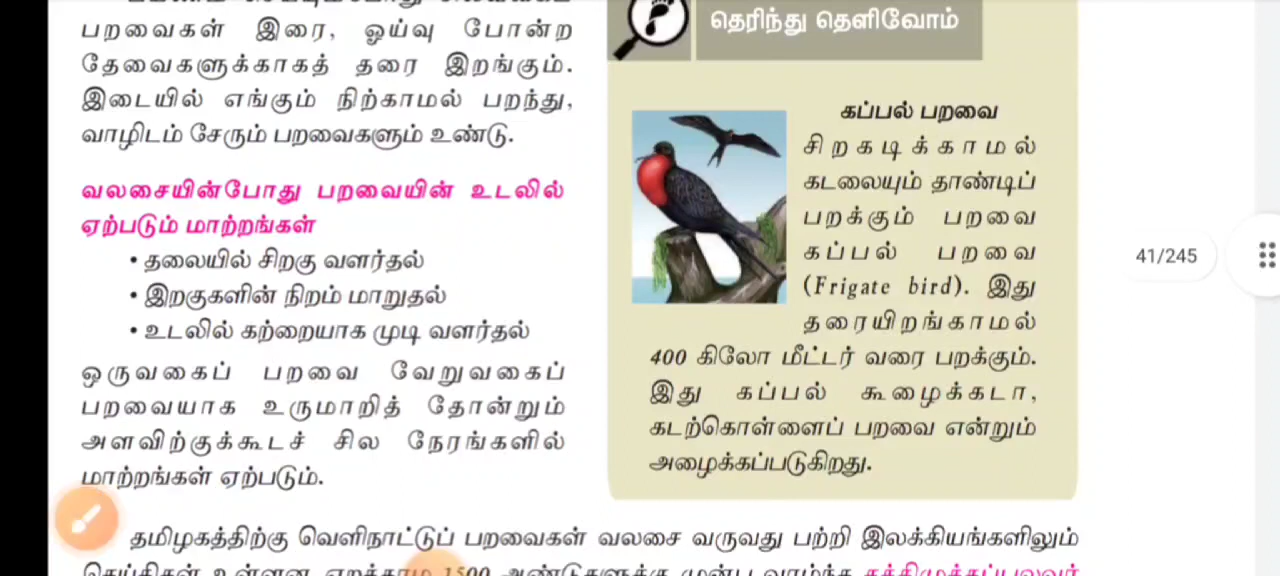 பறவைகள் இரை, ஓய்வு போன்ற
தேவைகளுக்காகத் தரை இறங்கும்.
இடையில் எங்கும் நிற்காமல் பறந்து,
வாழிடம் சேரும் பறவைகளும் உண்டு.
வலசையின்போது பறவையின் உடலில்
ஏற்படும் மாற்றங்கள்
• தலையில் சிறகு வளர்தல்
• இறகுகளின் நிறம் மாறுதல்
• உடலில் கற்றையாக முடி வளர்தல்
ஒருவகைப் பறவை வேறுவகைப்
பறவையாக உருமாறித் தோன்றும்
அளவிற்குக்கூடச் சில நேரங்களில்
மாற்றங்கள் ஏற்படும்.
தெரிந்து தெளிவோம்
கப்பல் பறவை
சிறகடிக்காமல்
கடலையும் தாண்டிப்
பறக்கும் பறவை
கப்பல் பறவை
(Frigate bird). இது
தரையிறங்காமல்
400 கிலோ மீட்டர் வரை பறக்கும்.
இது கப்பல் கூழைக்கடா,
கடற்கொள்ளைப் பறவை என்றும்
அழைக்கப்படுகிறது.
41/245
தமிழகத்திற்கு வெளிநாட்டுப் பறவைகள் வலசை வருவது பற்றி இலக்கியங்களிலும்
1500